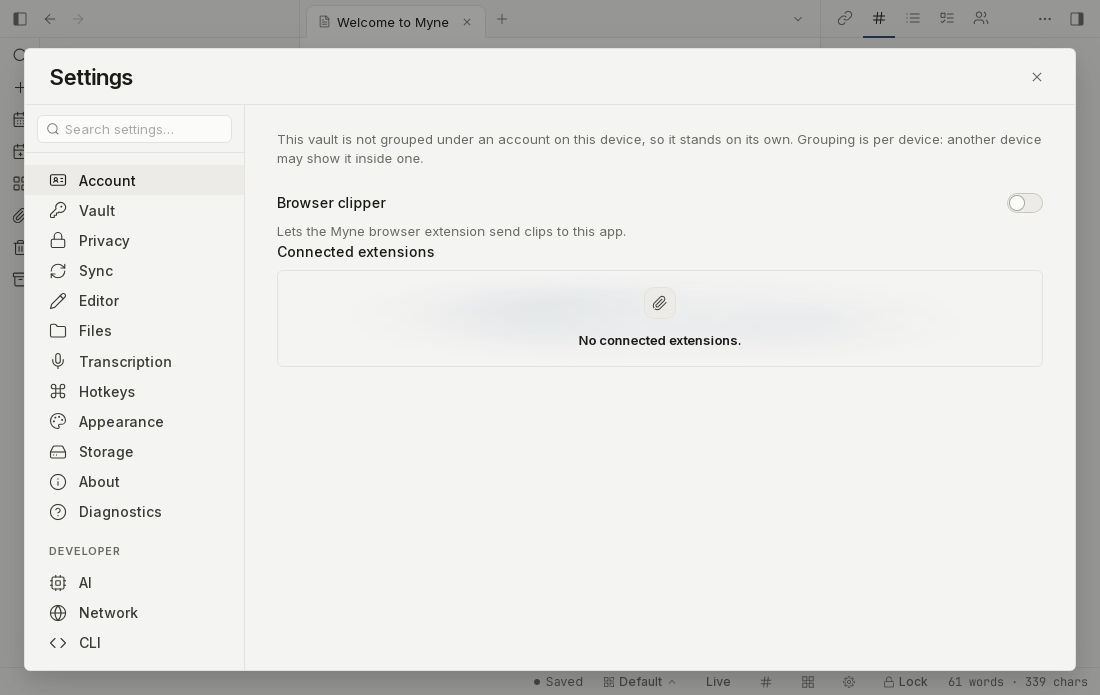 Welcome to Myne
Settings
Search settings...
Account
Vault
Privacy
Sync
Editor
Files
Transcription
Hotkeys
Appearance
Storage
About
Diagnostics
DEVELOPER
AI
Network
CLI
This vault is not grouped under an account on this device, so it stands on its own. Grouping is per device: another device
may show it inside one.
Browser clipper
Lets the Myne browser extension send clips to this app.
Connected extensions
No connected extensions.
Saved
Default
Live
Lock
61 words · 339 chars